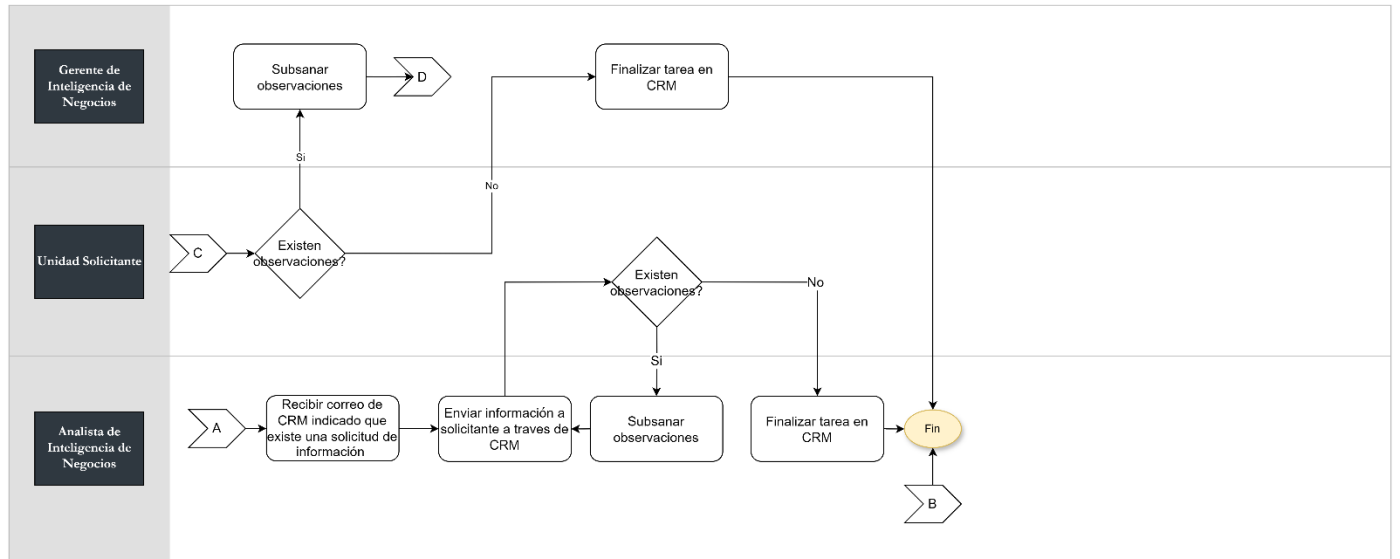 Gerente de
Inteligencia de
Negocios
Subsanar
observaciones
D
Finalizar tarea en
CRM
Si
No
Unidad Solicitante
C
Existen
observaciones?
Existen
observaciones?
No
Si
Analista de
Inteligencia de
Negocios
A
Recibir correo de
CRM indicado que
existe una solicitud de
información
Enviar información a
solicitante a traves de
CRM
Subsanar
observaciones
Finalizar tarea en
CRM
Fin
B